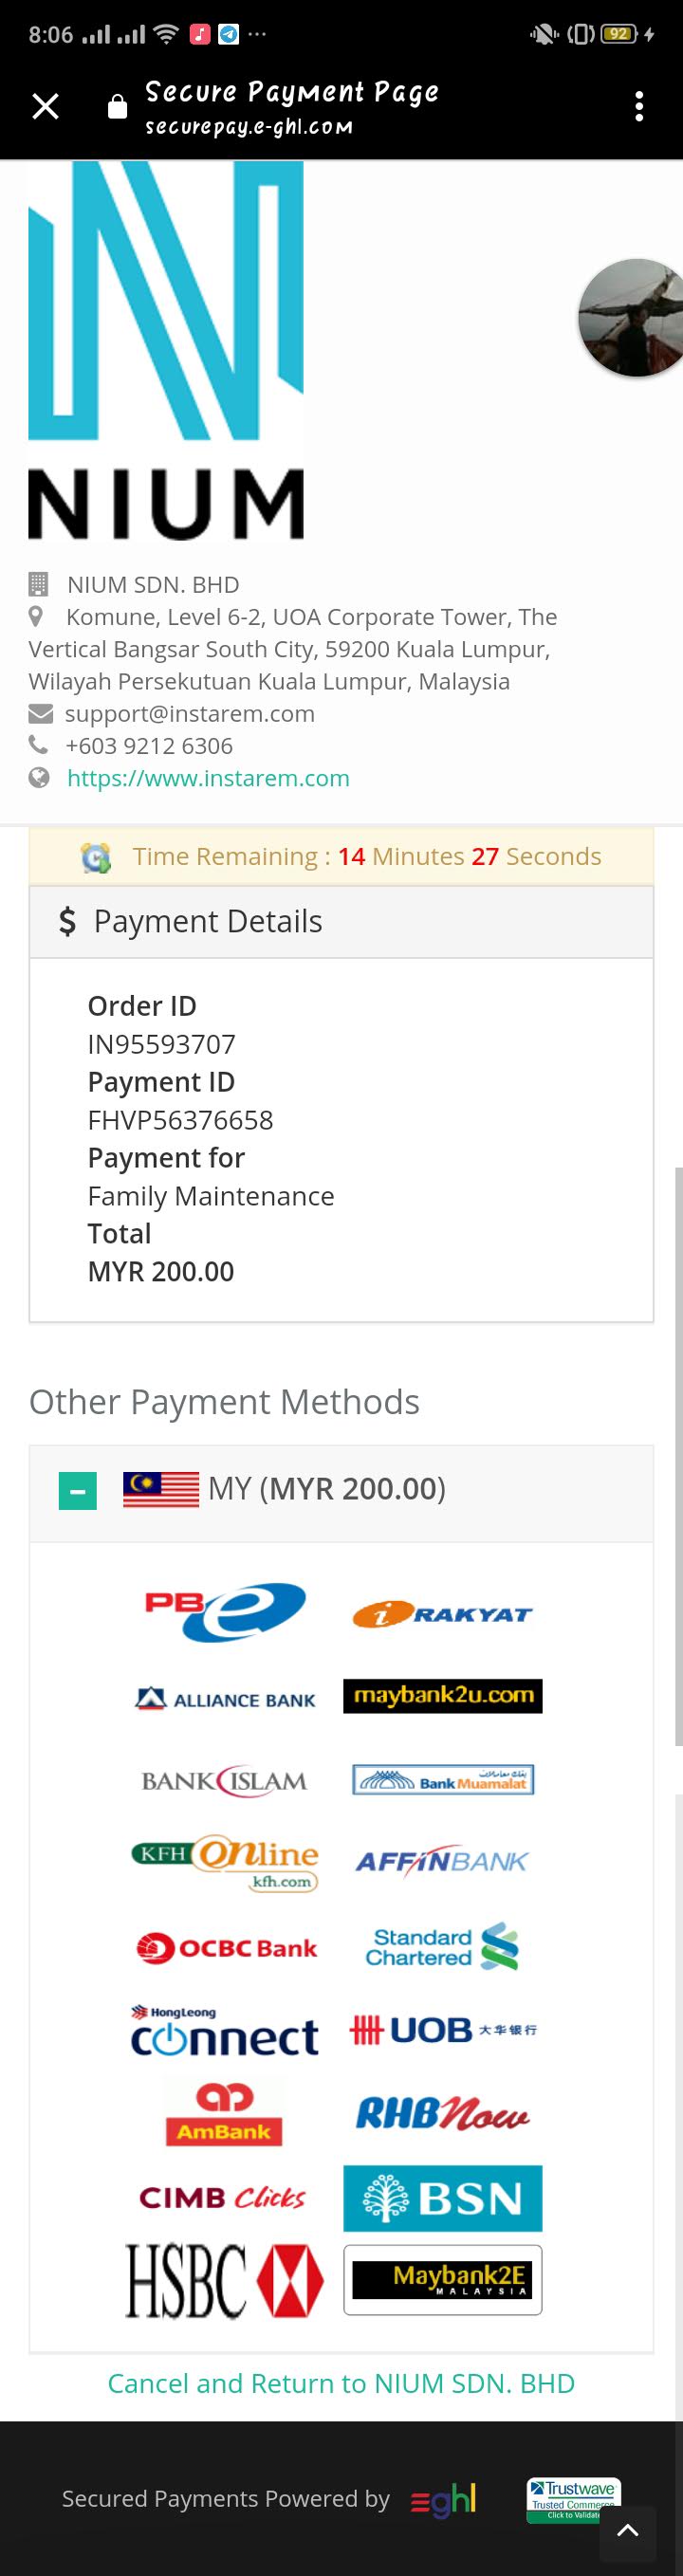 8:06
92
Secure Payment Page
securepay.e-ghl.com
NIUM
NIUM SDN. BHD
Komune, Level 6-2, UOA Corporate Tower, The
Vertical Bangsar South City, 59200 Kuala Lumpur,
Wilayah Persekutuan Kuala Lumpur, Malaysia
support@instarem.com
+603 9212 6306
https://www.instarem.com
Time Remaining : 14 Minutes 27 Seconds
$ Payment Details
Order ID
IN95593707
Payment ID
FHVP56376658
Payment for
Family Maintenance
Total
MYR 200.00
Other Payment Methods
MY (MYR 200.00)
PBe
iRAKYAT
ALLIANCE BANK
maybank2u.com
BANK ISLAM
بنك معاملات
Bank Muamalat
KFH Online
kfh.com
AFFIN BANK
OCBC Bank
Standard
Chartered
HongLeong
connect
UOB 大华银行
AmBank
RHB Now
CIMB Clicks
BSN
HSBC
Maybank2E
MALAYSIA
Cancel and Return to NIUM SDN. BHD
Secured Payments Powered by eghl
Trustwave
Trusted Commerce
Click to Validate